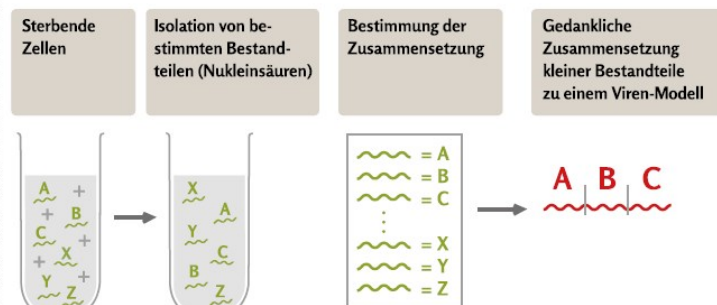 Sterbende
Zellen
Isolation von be-
stimmten Bestand-
teilen (Nukleinsäuren)
Bestimmung der
Zusammensetzung
Gedankliche
Zusammensetzung
kleiner Bestandteile
zu einem Viren-Modell
A
B
C
X
Y
Z
X
A
Y
C
B
Z
= A
= B
= C
= X
= Y
= Z
A B C